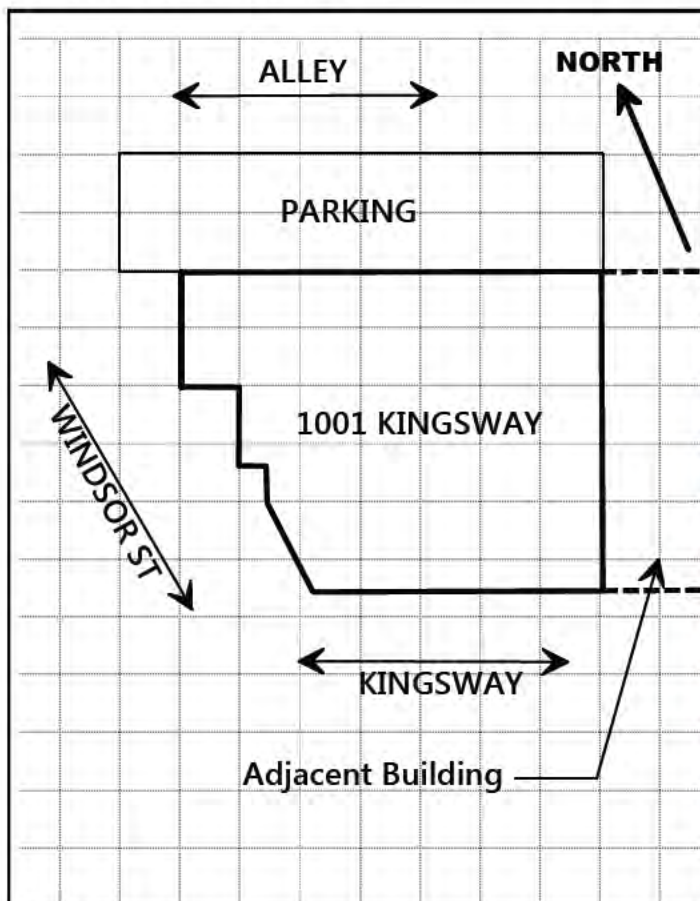 NORTH
ALLEY
PARKING
1001 KINGSWAY
WINDSOR ST
KINGSWAY
Adjacent Building